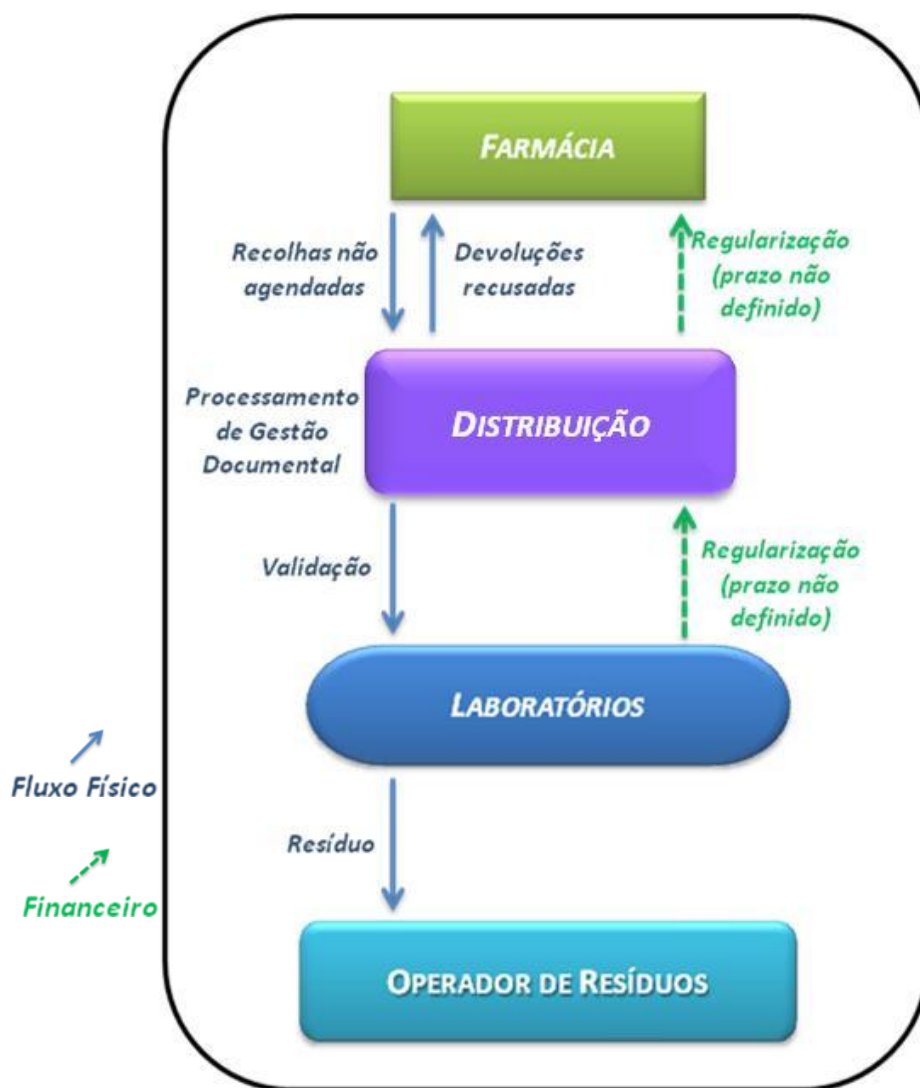 FARMÁCIA
Recolhas não
agendadas
Devoluções
recusadas
Regularização
(prazo não
definido)
Processamento
de Gestão
Documental
DISTRIBUIÇÃO
Validação
Regularização
(prazo não
definido)
LABORATÓRIOS
Fluxo Físico
Resíduo
Financeiro
OPERADOR DE RESÍDUOS